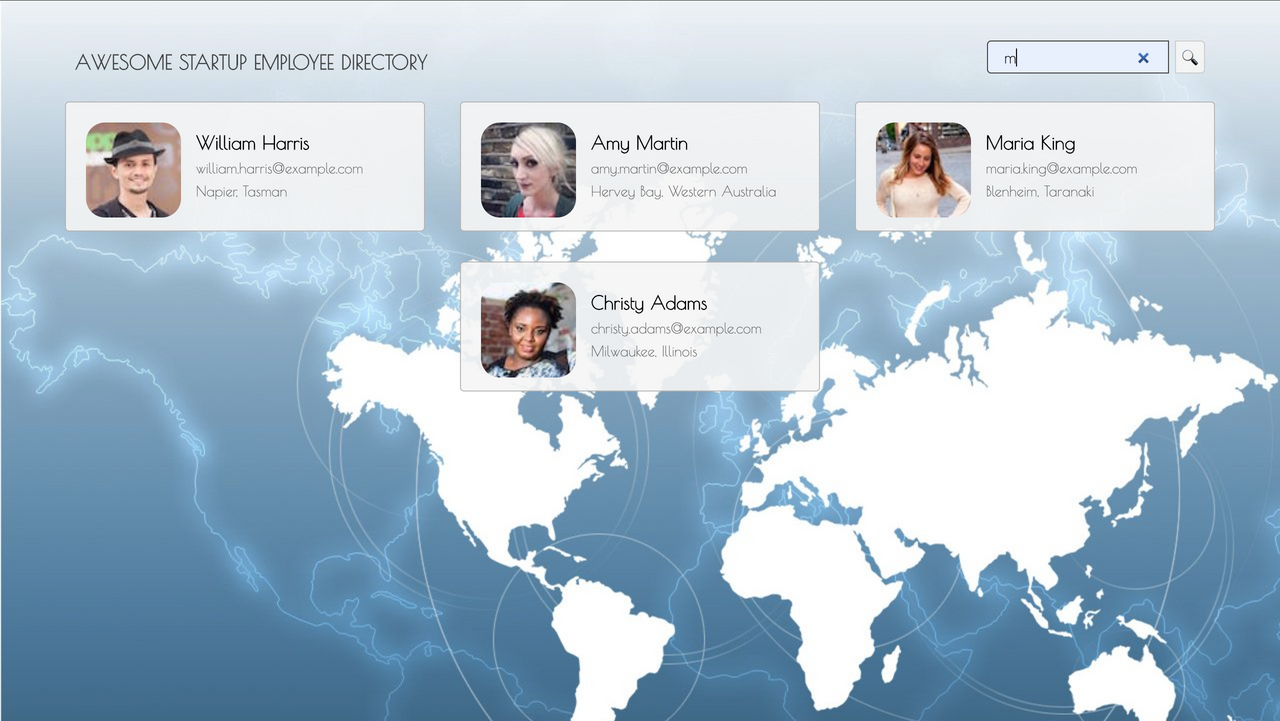 AWESOME STARTUP EMPLOYEE DIRECTORY
m
William Harris
william.harris@example.com
Napier, Tasman
Amy Martin
amy.martin@example.com
Hervey Bay, Western Australia
Maria King
maria.king@example.com
Blenheim, Taranaki
Christy Adams
christy.adams@example.com
Milwaukee, Illinois